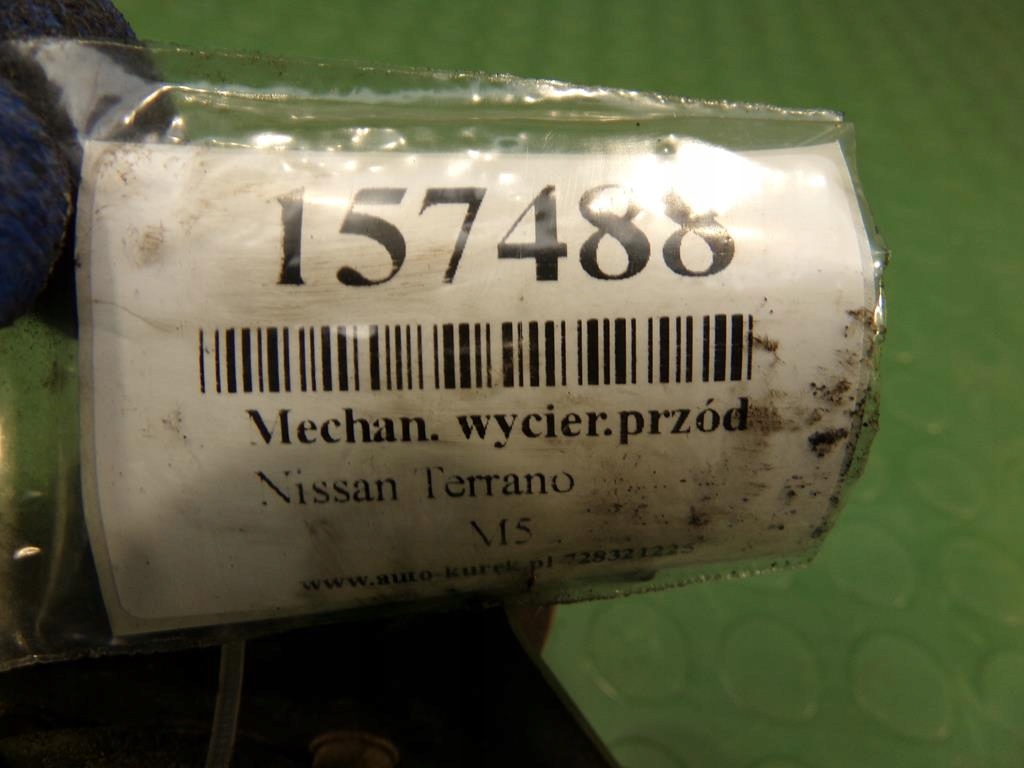 157488
Mechan. wycier.przód
Nissan Terrano
M5
www.auto-kurek.pl 728321225